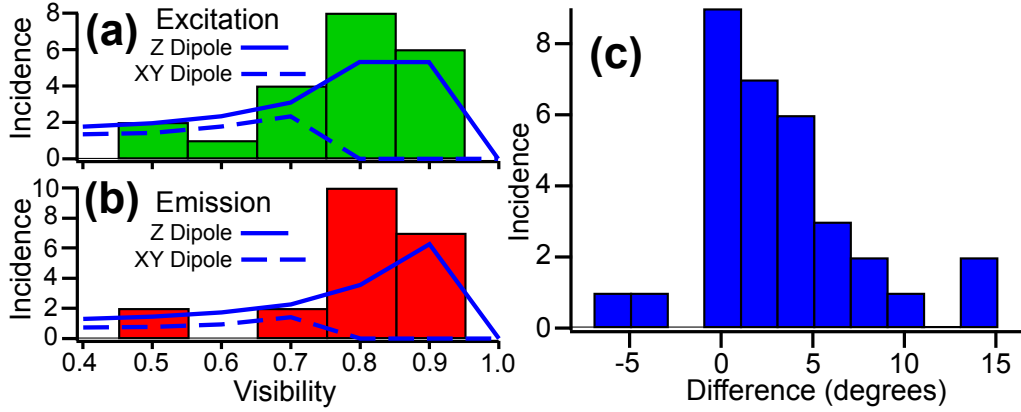 (a)
Excitation
Z Dipole
XY Dipole
Incidence
8
6
4
2
0
(b)
Emission
Z Dipole
XY Dipole
Incidence
10
8
6
4
2
0
0.4 0.5 0.6 0.7 0.8 0.9 1.0
Visibility
(c)
Incidence
8
6
4
2
0
-5 0 5 10 15
Difference (degrees)